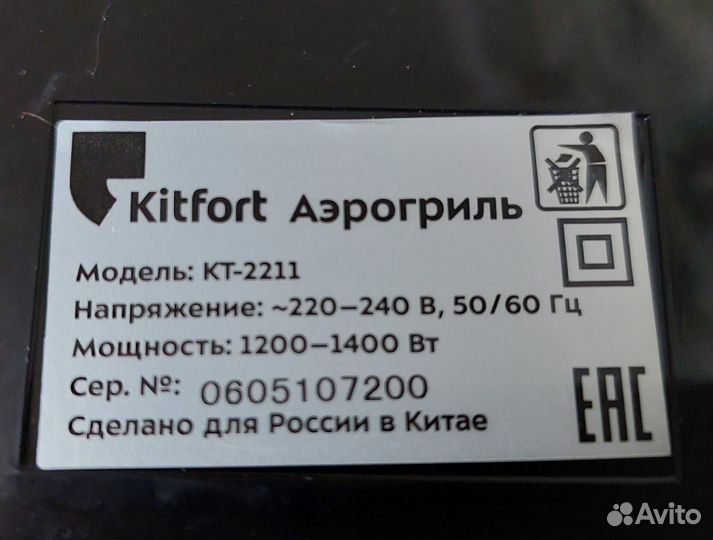 Kitfort Аэрогриль
Модель: КТ-2211
Напряжение: ~220–240 В, 50/60 Гц
Мощность: 1200–1400 Вт
Сер. №: 0605107200
Сделано для России в Китае
EAC
Avito